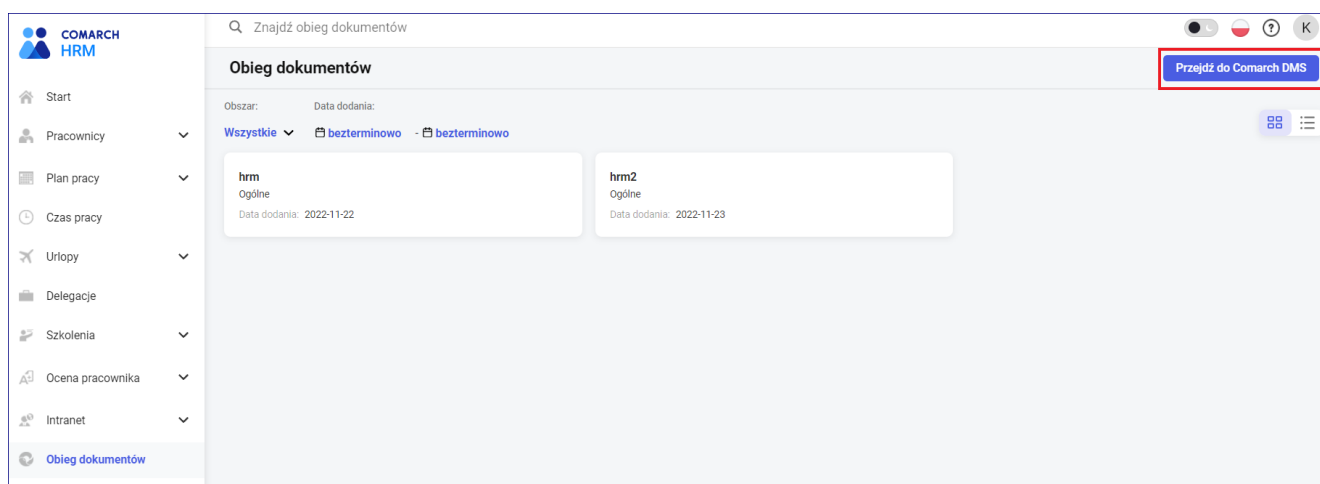 COMARCH
HRM
Znajdź obieg dokumentów
K
Obieg dokumentów
Przejdź do Comarch DMS
Start
Pracownicy
Plan pracy
Czas pracy
Urlopy
Delegacje
Szkolenia
Ocena pracownika
Intranet
Obieg dokumentów
Obszar: Data dodania:
Wszystkie bezterminowo - bezterminowo
hrm
Ogólne
Data dodania: 2022-11-22
hrm2
Ogólne
Data dodania: 2022-11-23